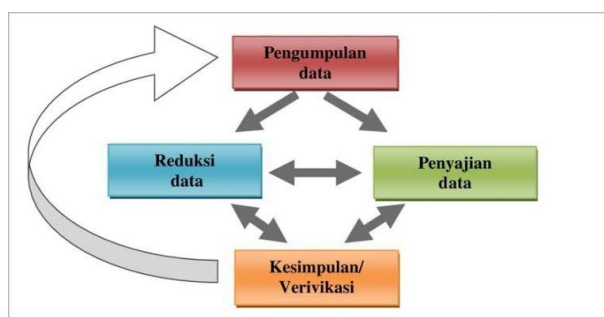 Pengumpulan
data
Reduksi
data
Penyajian
data
Kesimpulan/
Verivikasi